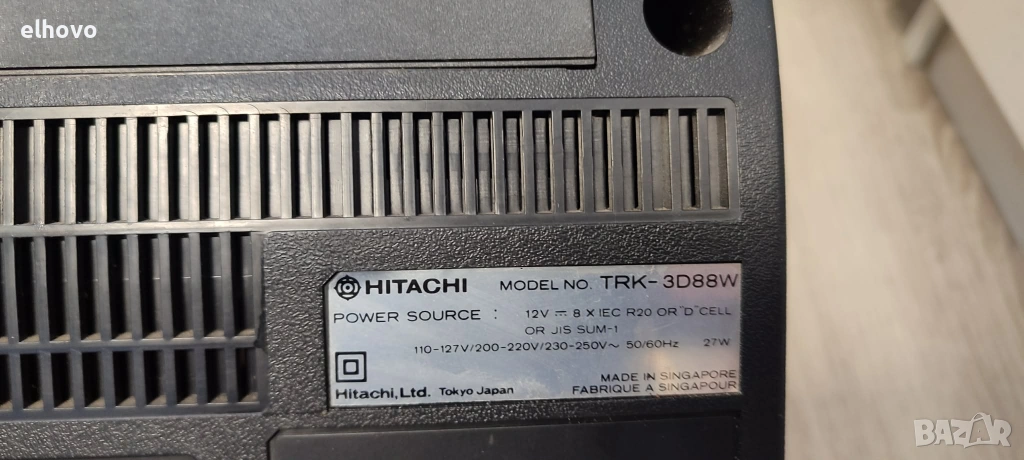 elhovo
HITACHI MODEL NO. TRK-3D88W
POWER SOURCE : 12V ⎓ 8 X IEC R20 OR "D" CELL
OR JIS SUM-1
110-127V/200-220V/230-250V~ 50/60Hz 27W
MADE IN SINGAPORE
FABRIQUE A SINGAPOUR
Hitachi, Ltd. Tokyo Japan
BAZAR